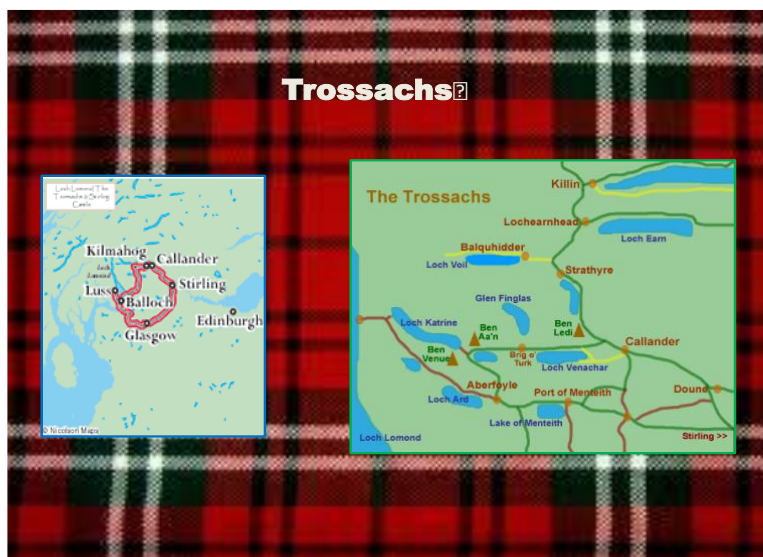 Trossachs
Loch Lomond The
Trossachs & Stirling
Castle
Kilmahog
Callander
Loch
Lomond
Stirling
Luss
Balloch
Edinburgh
Glasgow
© Nicolson Maps
The Trossachs
Killin
Lochearnhead
Loch Earn
Balquhidder
Loch Voil
Strathyre
Glen Finglas
Loch Katrine
Ben
Aa'n
Ben
Ledi
Ben
Venue
Brig o'
Turk
Callander
Loch Venachar
Aberfoyle
Port of Menteith
Doune
Loch Ard
Lake of Menteith
Loch Lomond
Stirling >>